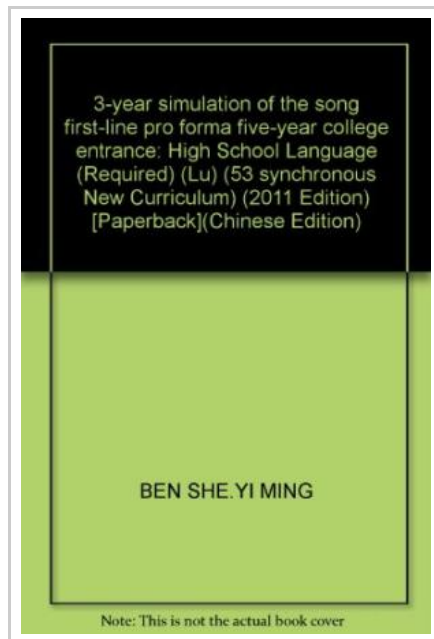 3-year simulation of the song
first-line pro forma five-year college
entrance: High School Language
(Required) (Lu) (53 synchronous
New Curriculum) (2011 Edition)
[Paperback](Chinese Edition)
BEN SHE.YI MING
Note: This is not the actual book cover